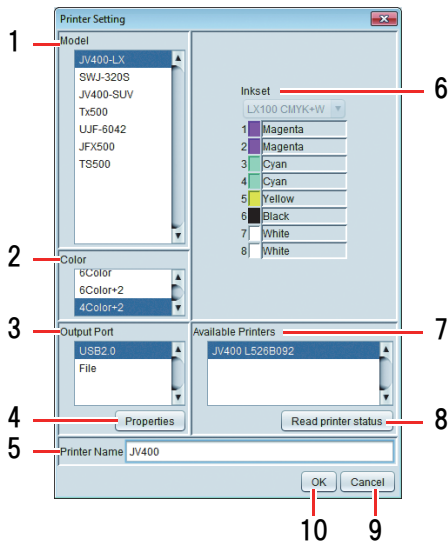 Printer Setting
1
Model
JV400-LX
SWJ-320S
JV400-SUV
Tx500
UJF-6042
JFX500
TS500
6
Inkset
LX100 CMYK+W
1 Magenta
2 Magenta
3 Cyan
4 Cyan
5 Yellow
6 Black
7 White
8 White
2
Color
6Color
6Color+2
4Color+2
3
Output Port
USB2.0
File
4
Properties
7
Available Printers
JV400 L526B092
8
Read printer status
5
Printer Name JV400
OK Cancel
10 9